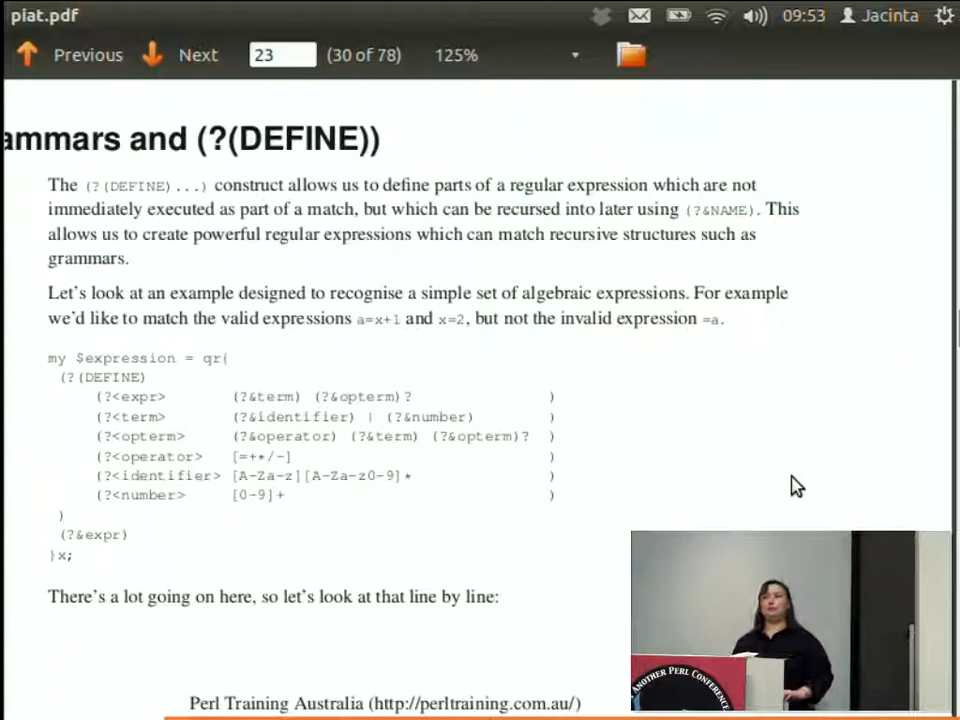 piat.pdf
09:53 Jacinta
Previous Next 23 (30 of 78) 125%
ammars and (?(DEFINE))
The (?(DEFINE)...) construct allows us to define parts of a regular expression which are not
immediately executed as part of a match, but which can be recursed into later using (?&NAME). This
allows us to create powerful regular expressions which can match recursive structures such as
grammars.
Let's look at an example designed to recognise a simple set of algebraic expressions. For example
we'd like to match the valid expressions a=x+1 and x=2, but not the invalid expression =a.
my $expression = qr{
(?(DEFINE)
(?<expr> (?&term) (?&opterm)? )
(?<term> (?&identifier) | (?&number) )
(?<opterm> (?&operator) (?&term) (?&opterm)? )
(?<operator> [=+*/-] )
(?<identifier> [A-Za-z][A-Za-z0-9]* )
(?<number> [0-9]+ )
)
(?&expr)
}x;
There's a lot going on here, so let's look at that line by line:
ANOTHER PERL CONFERENCE
Perl Training Australia (http://perltraining.com.au/)